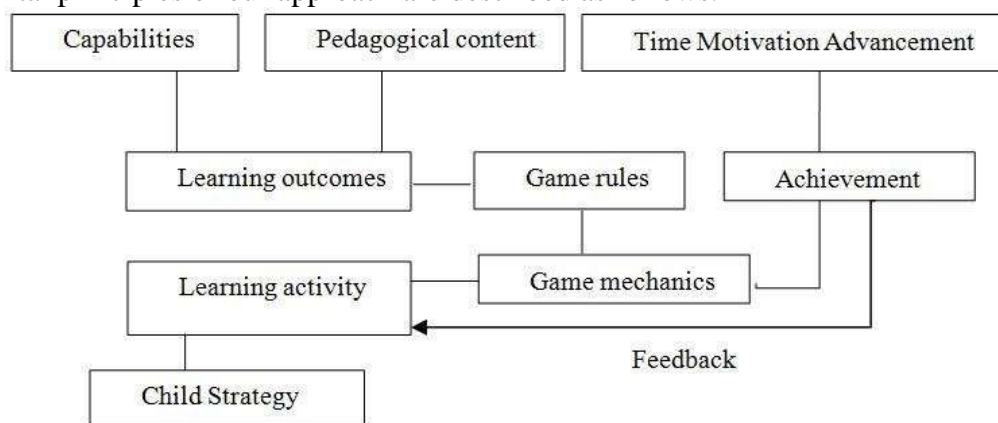 Capabilities
Pedagogical content
Time Motivation Advancement
Learning outcomes
Game rules
Achievement
Learning activity
Game mechanics
Feedback
Child Strategy